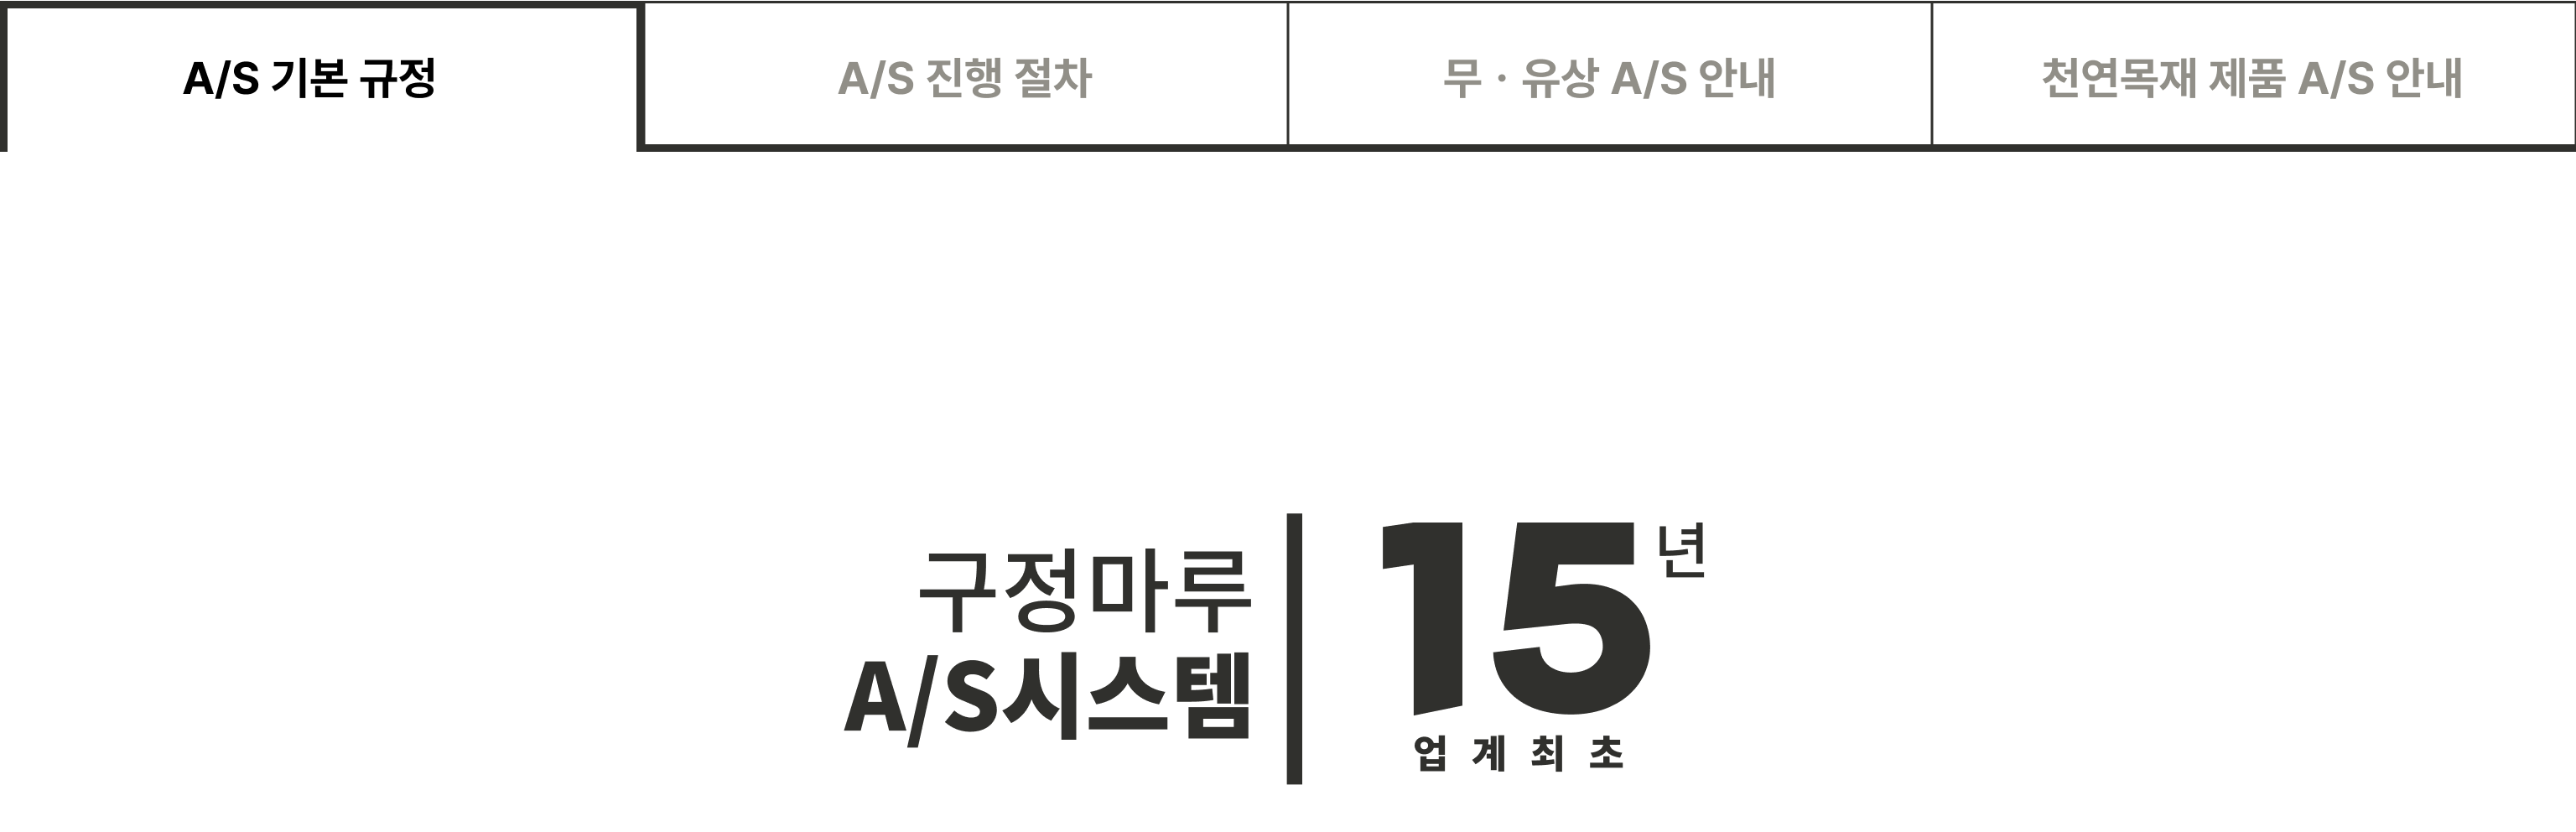 A/S 기본 규정
A/S 진행 절차
무 · 유상 A/S 안내
천연목재 제품 A/S 안내
구정마루
A/S시스템
15년
업계최초